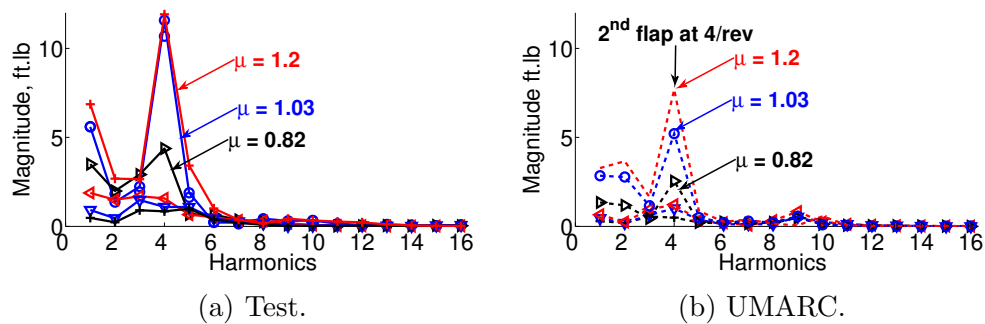 Magnitude, ft.lb
10
5
0
0 2 4 6 8 10 12 14 16
Harmonics
μ = 1.2
μ = 1.03
μ = 0.82
(a) Test.
Magnitude ft.lb
10
5
0
0 2 4 6 8 10 12 14 16
Harmonics
2nd flap at 4/rev
μ = 1.2
μ = 1.03
μ = 0.82
(b) UMARC.